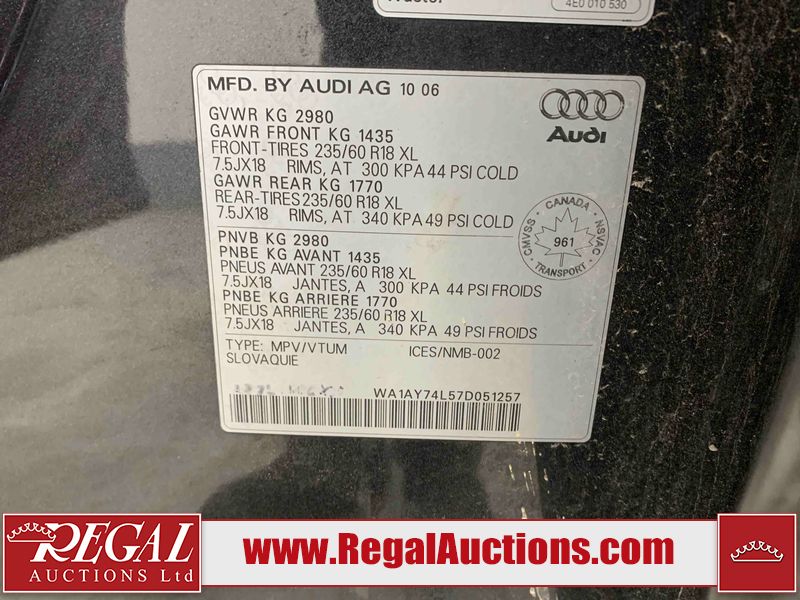 4E0 010 530
MFD. BY AUDI AG 10 06
Audi
GVWR KG 2980
GAWR FRONT KG 1435
FRONT-TIRES 235/60 R18 XL
7.5JX18 RIMS, AT 300 KPA 44 PSI COLD
GAWR REAR KG 1770
REAR-TIRES 235/60 R18 XL
7.5JX18 RIMS, AT 340 KPA 49 PSI COLD
CANADA
CMVSS
NSVAC
961
TRANSPORT
PNVB KG 2980
PNBE KG AVANT 1435
PNEUS AVANT 235/60 R18 XL
7.5JX18 JANTES, A 300 KPA 44 PSI FROIDS
PNBE KG ARRIERE 1770
PNEUS ARRIERE 235/60 R18 XL
7.5JX18 JANTES, A 340 KPA 49 PSI FROIDS
TYPE: MPV/VTUM ICES/NMB-002
SLOVAQUIE
WA1AY74L57D051257
REGAL
AUCTIONS Ltd
www.RegalAuctions.com